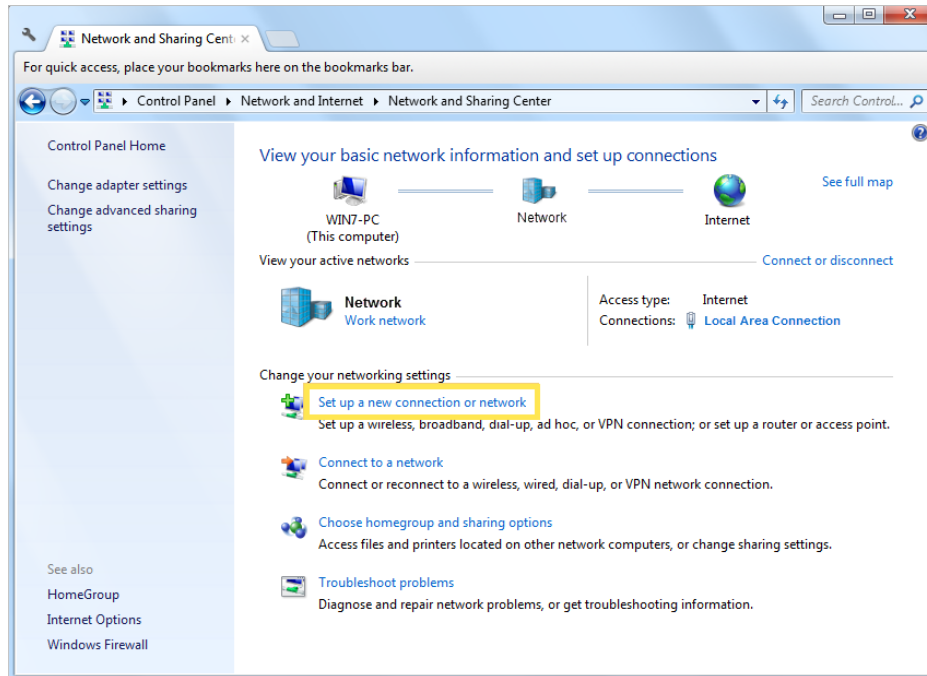 Network and Sharing Cent
For quick access, place your bookmarks here on the bookmarks bar.
Control Panel Network and Internet Network and Sharing Center
Search Control...
Control Panel Home
Change adapter settings
Change advanced sharing
settings
View your basic network information and set up connections
See full map
WIN7-PC
(This computer)
Network
Internet
View your active networks
Connect or disconnect
Network
Work network
Access type: Internet
Connections: Local Area Connection
Change your networking settings
Set up a new connection or network
Set up a wireless, broadband, dial-up, ad hoc, or VPN connection; or set up a router or access point.
Connect to a network
Connect or reconnect to a wireless, wired, dial-up, or VPN network connection.
Choose homegroup and sharing options
Access files and printers located on other network computers, or change sharing settings.
Troubleshoot problems
Diagnose and repair network problems, or get troubleshooting information.
See also
HomeGroup
Internet Options
Windows Firewall